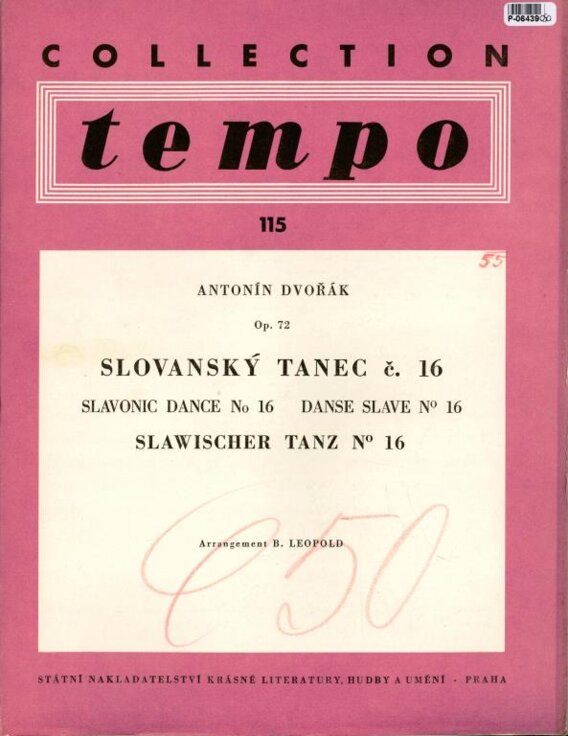 P-06439
COLLECTION
tempo
115
55
ANTONÍN DVOŘÁK
Op. 72
SLOVANSKÝ TANEC č. 16
SLAVONIC DANCE No 16 DANSE SLAVE Nº 16
SLAWISCHER TANZ Nº 16
Arrangement B. LEOPOLD
C 50
STÁTNÍ NAKLADATELSTVÍ KRÁSNÉ LITERATURY, HUDBY A UMĚNÍ · PRAHA